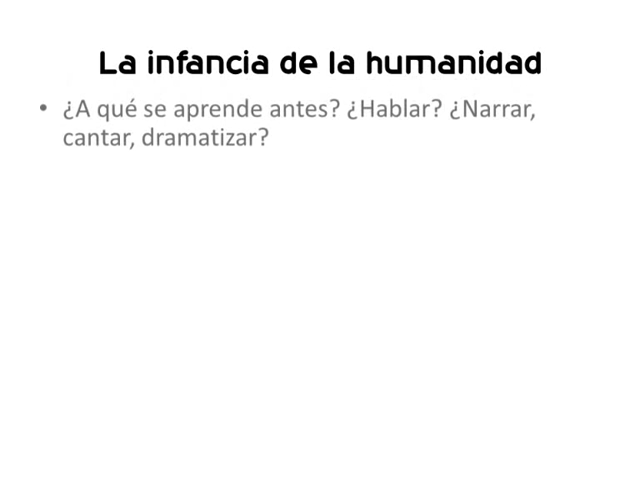 La infancia de la humanidad
• ¿A qué se aprende antes? ¿Hablar? ¿Narrar,
cantar, dramatizar?